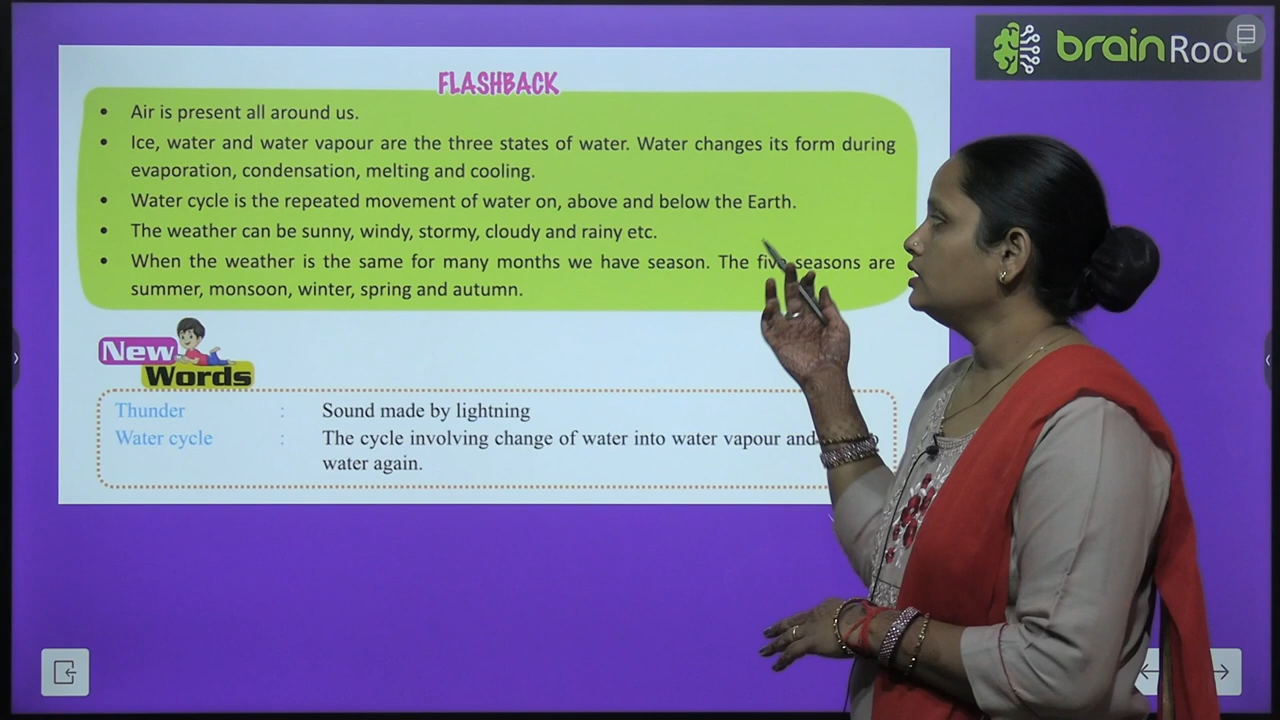 brainRoot
FLASHBACK
• Air is present all around us.
• Ice, water and water vapour are the three states of water. Water changes its form during
evaporation, condensation, melting and cooling.
• Water cycle is the repeated movement of water on, above and below the Earth.
• The weather can be sunny, windy, stormy, cloudy and rainy etc.
• When the weather is the same for many months we have season. The five seasons are
summer, monsoon, winter, spring and autumn.
New
Words
Thunder : Sound made by lightning
Water cycle : The cycle involving change of water into water vapour and
water again.